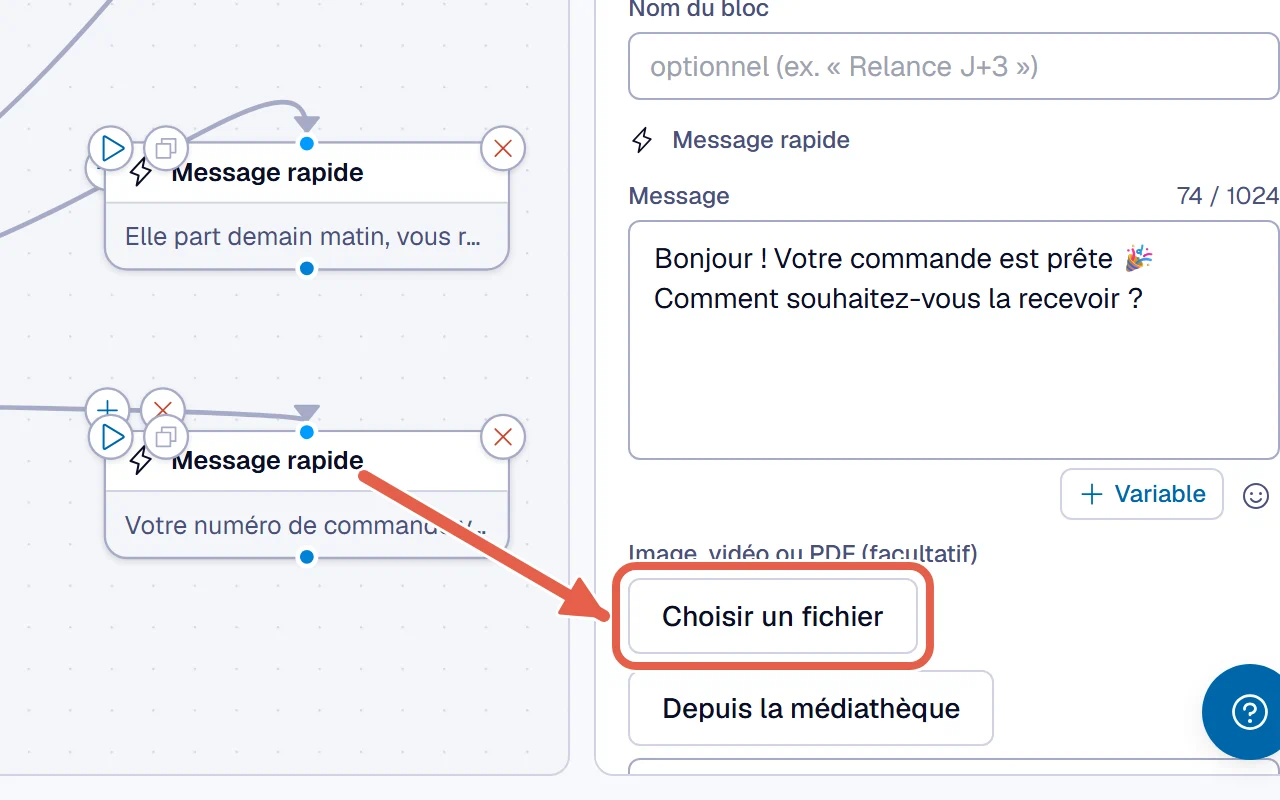 Nom du bloc
optionnel (ex. « Relance J+3 »)
Message rapide
Message
74 / 1024
Bonjour ! Votre commande est prête 🎉
Comment souhaitez-vous la recevoir ?
+ Variable
Image, vidéo ou PDF (facultatif)
Choisir un fichier
Depuis la médiathèque
Message rapide
Elle part demain matin, vous r...
Message rapide
Votre numéro de commande v...